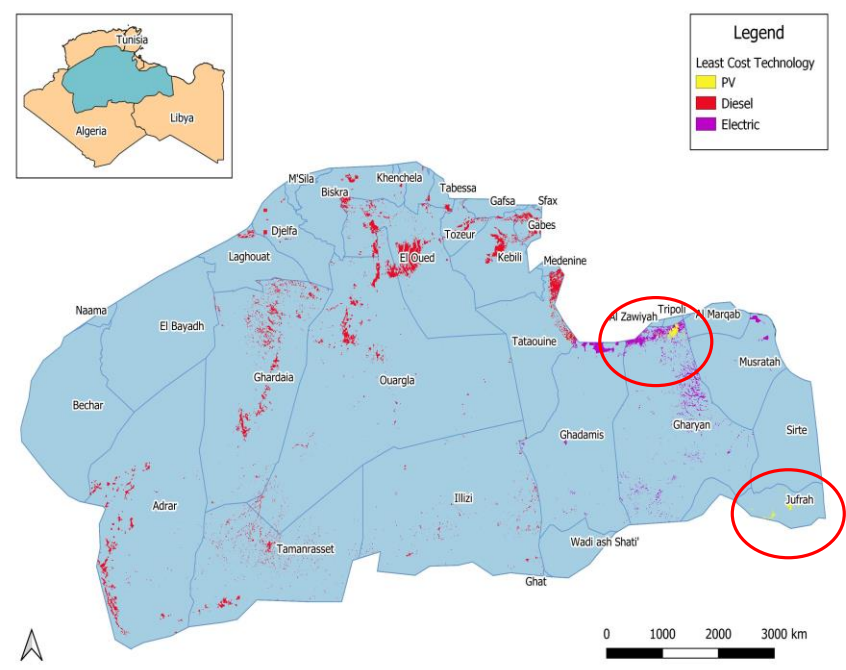 Tunisia
Algeria
Libya
Legend
Least Cost Technology
PV
Diesel
Electric
M'Sila
Khenchela
Biskra
Tabessa
Gafsa
Sfax
Djelfa
Tozeur
Gabes
Laghouat
El Oued
Kebili
Medenine
Naama
El Bayadh
Al Zawiyah
Tripoli
Al Marqab
Tataouine
Musratah
Ghardaia
Ouargla
Bechar
Ghadamis
Gharyan
Sirte
Adrar
Illizi
Jufrah
Tamanrasset
Wadi ash Shati'
Ghat
0 1000 2000 3000 km